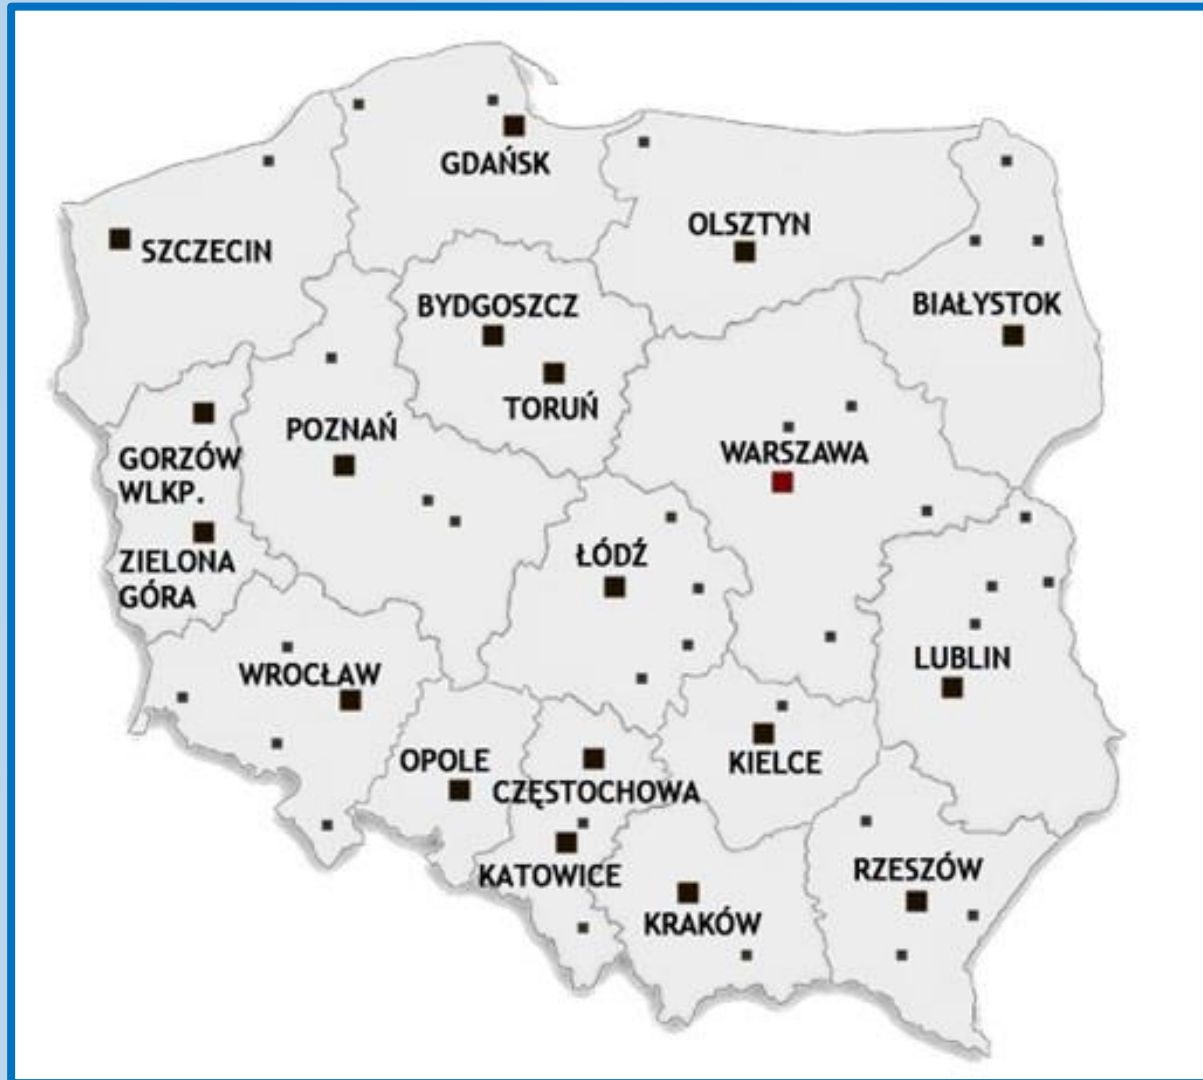 GDAŃSK
OLSZTYN
SZCZECIN
BYDGOSZCZ
BIAŁYSTOK
TORUŃ
POZNAŃ
GORZÓW
WLKP.
WARSZAWA
ZIELONA
GÓRA
ŁÓDŹ
WROCŁAW
LUBLIN
OPOLE
CZĘSTOCHOWA
KIELCE
KATOWICE
RZESZÓW
KRAKÓW